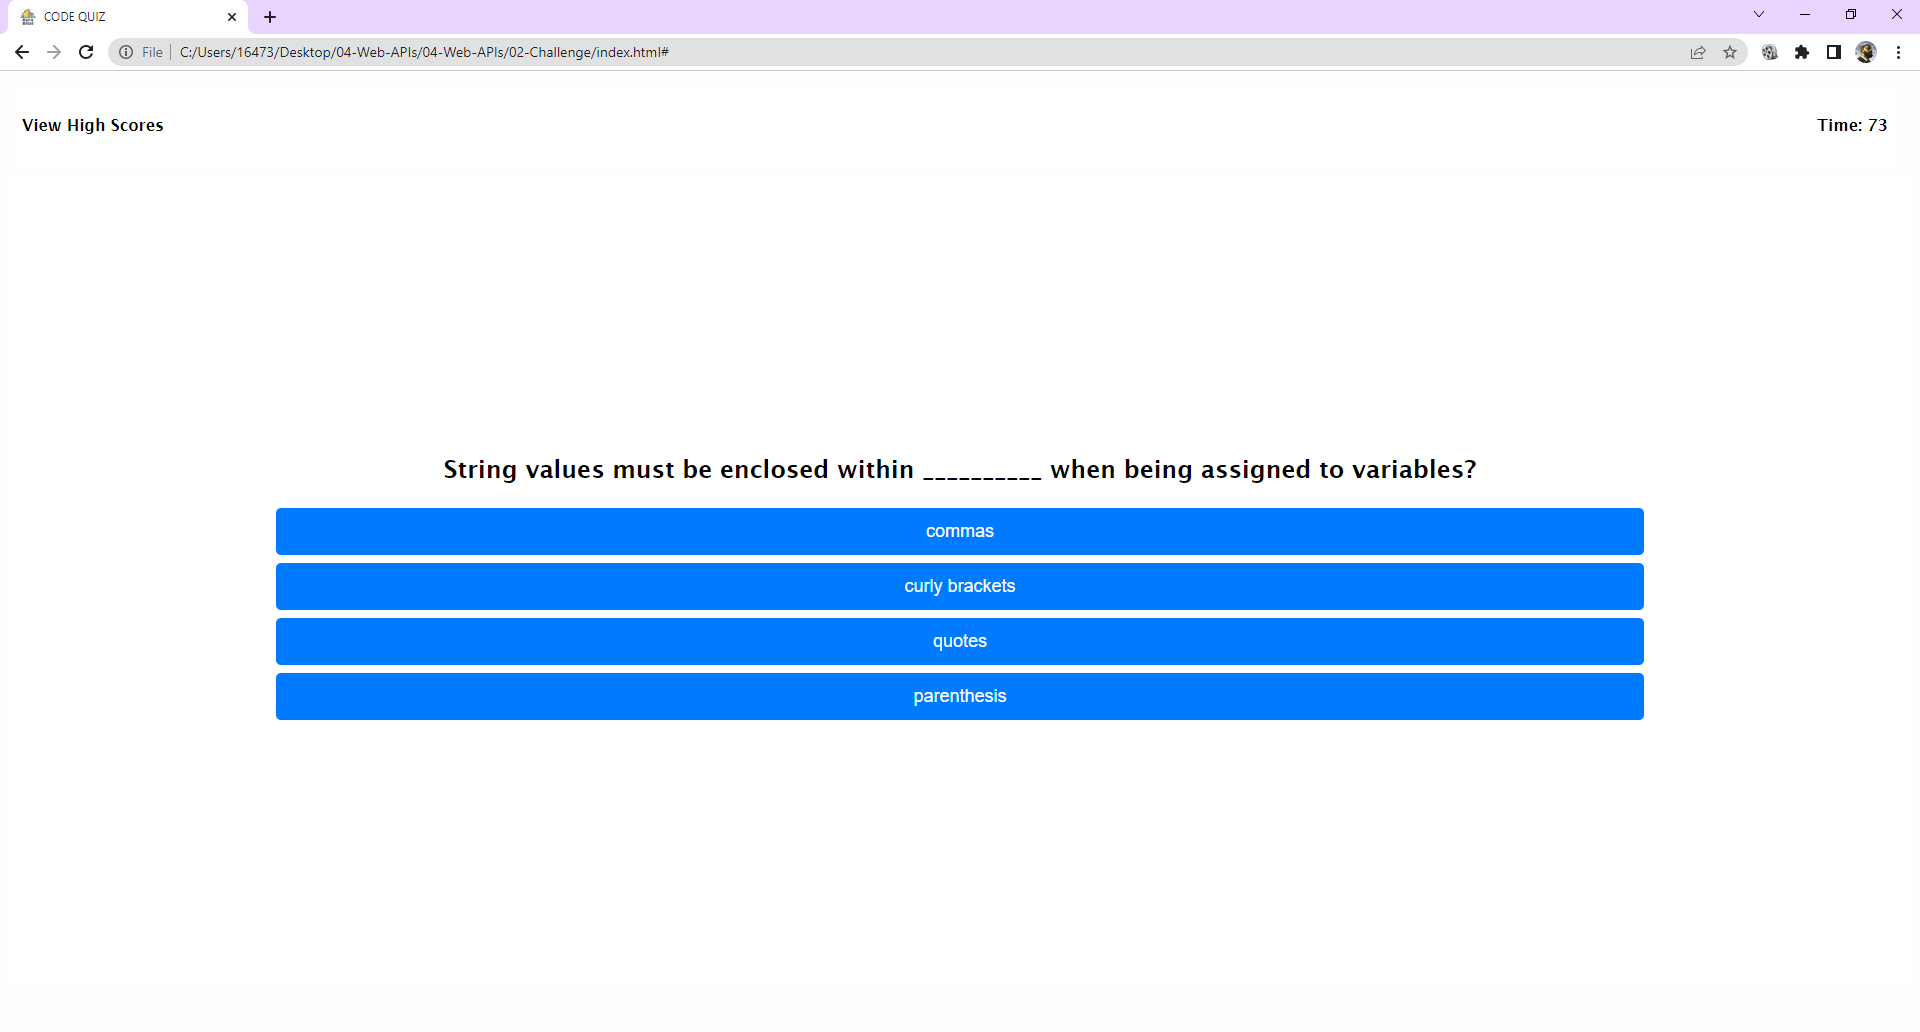 CODE QUIZ
File C:/Users/16473/Desktop/04-Web-APIs/04-Web-APIs/02-Challenge/index.html#
View High Scores
Time: 73
String values must be enclosed within __________ when being assigned to variables?
commas
curly brackets
quotes
parenthesis